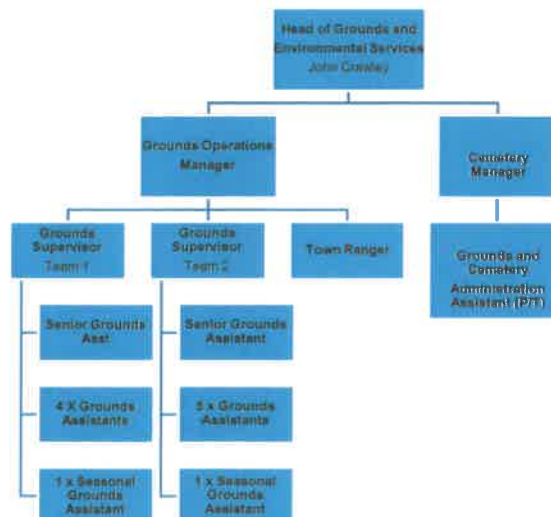 Head of Grounds and
Environmental Services
John
Grounds Operations
Manager
Cemetery
Manager
Grounds
Supervisor
Team 1
Grounds
Supervisor
Team 2
Town Ranger
Grounds and
Cemetery
Administration
Assistant (P/T)
Senior Grounds
Asst
Senior Grounds
Assistant
4 X Grounds
Assistants
x Grounds
Assistants
1 x Seasonal
Grounds
Assistant
1 x Seasonal
Grounds
Assistant